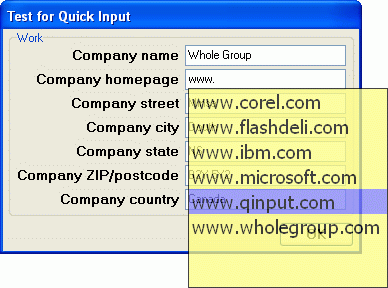 Test for Quick Input
Work
Company name Whole Group
Company homepage www.
Company street
Company city
Company state
Company ZIP/postcode
Company country Canada
www.corel.com
www.flashdeli.com
www.ibm.com
www.microsoft.com
www.qinput.com
www.wholegroup.com
OK